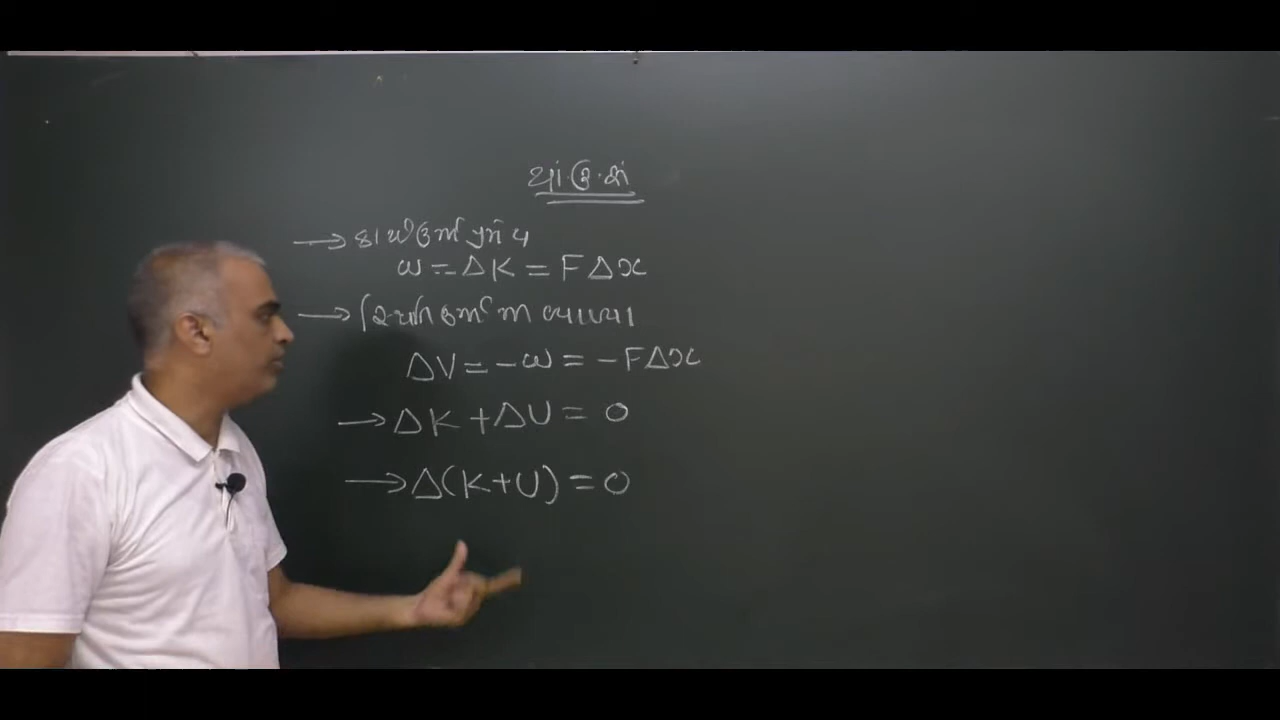 યાં.ઉ.સં
→ કાર્યઊર્જા પ્રમેય
W = ΔK = FΔx
→ સ્થિતિઊર્જાની વ્યાખ્યા
ΔV = -W = -FΔx
→ ΔK + ΔU = 0
→ Δ(K+U) = 0